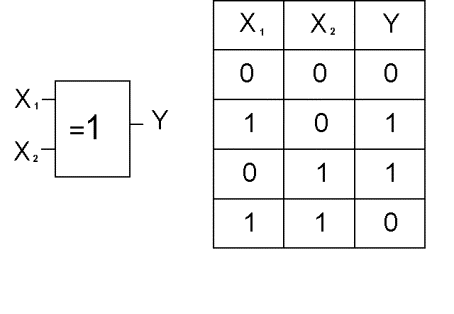 X₁
X₂
=1
Y
X₁ X₂ Y
0 0 0
1 0 1
0 1 1
1 1 0